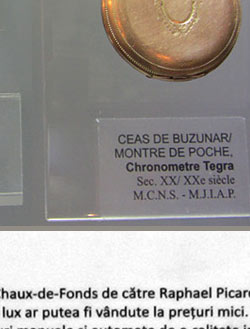 CEAS DE BUZUNAR/
MONTRE DE POCHE,
Chronometre Tegra
Sec. XX/ XXe siècle
M.C.N.S. - M.J.I.A.P.
Chaux-de-Fonds de către Raphael Picard
lux ar putea fi vândute la prețuri mici.